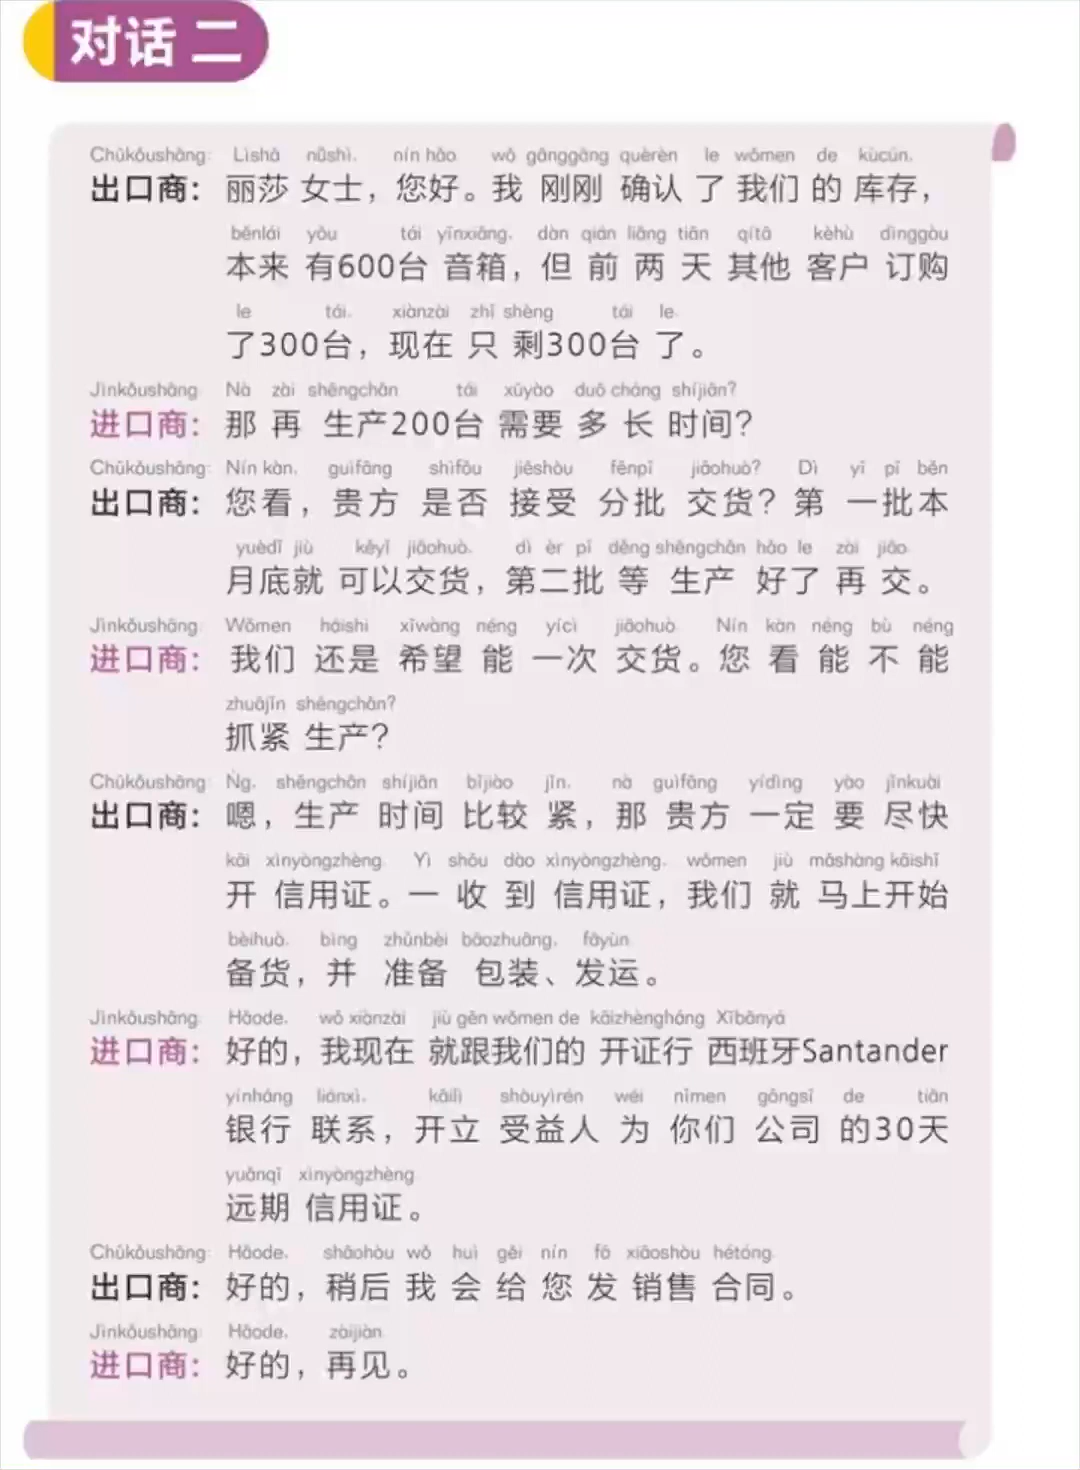 对话 二
Chūkǒushāng: Lìshā nǚshì, nín hǎo wǒ gānggāng quèrèn le wǒmen de kùcún,
出口商：丽莎 女士，您好。我 刚刚 确认 了 我们 的 库存，
běnlái yǒu tái yīnxiāng, dàn qián liǎng tiān qítā kèhù dìnggòu
本来 有600台 音箱，但 前 两 天 其他 客户 订购
le tái, xiànzài zhǐ shèng tái le
了300台，现在 只 剩300台 了。
Jìnkǒushāng: Nà zài shēngchǎn tái xūyào duō cháng shíjiān?
进口商：那 再 生产200台 需要 多 长 时间？
Chūkǒushāng: Nín kàn, guìfāng shìfǒu jiēshòu fēnpī jiāohuò? Dì yī pī běn
出口商：您看，贵方 是否 接受 分批 交货？第 一批本
yuèdǐ jiù kěyǐ jiāohuò, dì èr pī děng shēngchǎn hǎo le zài jiāo
月底就 可以交货，第二批 等 生产 好了 再 交。
Jìnkǒushāng: Wǒmen háishi xīwàng néng yícì jiāohuò Nín kàn néng bù néng
进口商：我们 还是 希望 能 一次 交货。您 看 能 不 能
zhuājǐn shēngchǎn?
抓紧 生产？
Chūkǒushāng: Ǹg, shēngchǎn shíjiān bǐjiào jǐn, nà guìfāng yídìng yào jǐnkuài
出口商：嗯，生产 时间 比较 紧，那 贵方 一定 要 尽快
kāi xìnyòngzhèng Yì shōu dào xìnyòngzhèng, wǒmen jiù mǎshàng kāishǐ
开 信用证。一 收 到 信用证，我们 就 马上开始
bèihuò, bìng zhǔnbèi bāozhuāng, fāyùn
备货，并 准备 包装、发运。
Jìnkǒushāng: Hǎode, wǒ xiànzài jiù gēn wǒmen de kāizhèngháng Xībānyá
进口商：好的，我现在 就跟我们的 开证行 西班牙Santander
yínháng liánxì, kāilì shòuyìrén wéi nǐmen gōngsī de tiān
银行 联系，开立 受益人 为 你们 公司 的30天
yuǎnqī xìnyòngzhèng
远期 信用证。
Chūkǒushāng: Hǎode, shāohòu wǒ huì gěi nín fā xiāoshòu hétóng
出口商：好的，稍后 我 会 给 您 发 销售 合同。
Jìnkǒushāng: Hǎode, zàijiàn
进口商：好的，再见。